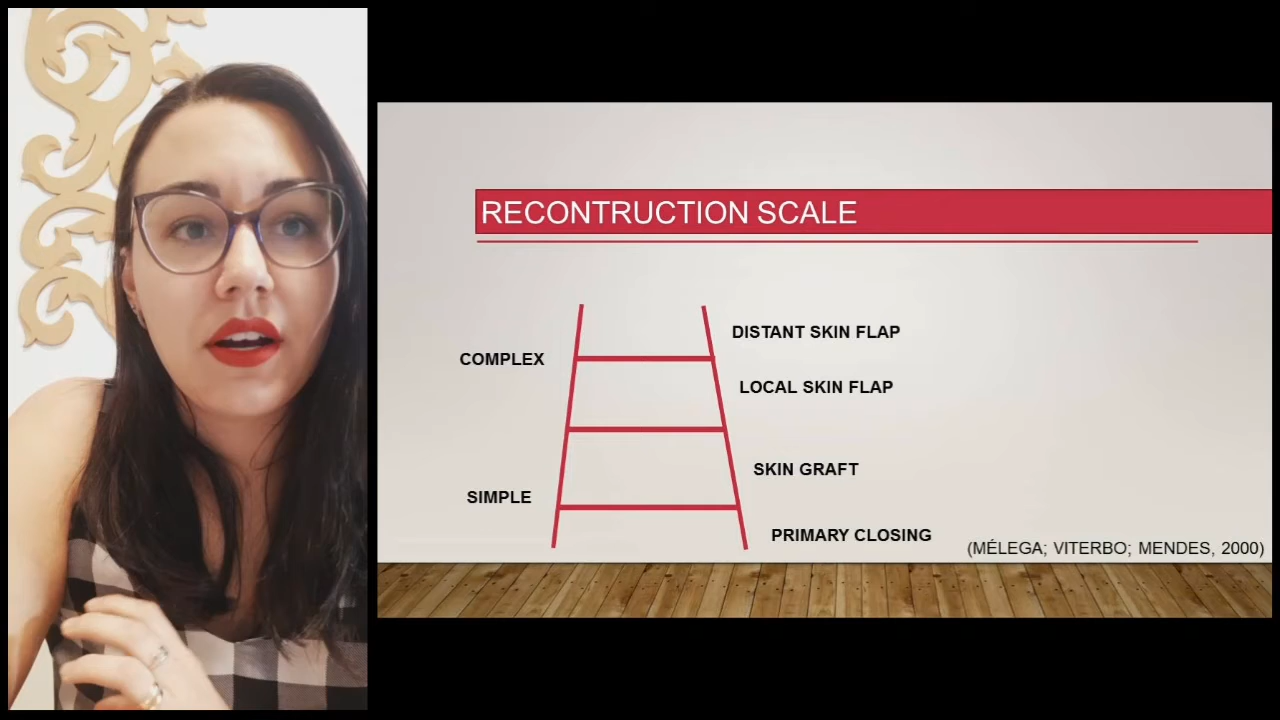 RECONTRUCTION SCALE
DISTANT SKIN FLAP
COMPLEX
LOCAL SKIN FLAP
SKIN GRAFT
SIMPLE
PRIMARY CLOSING
(MÉLEGA; VITERBO; MENDES, 2000)